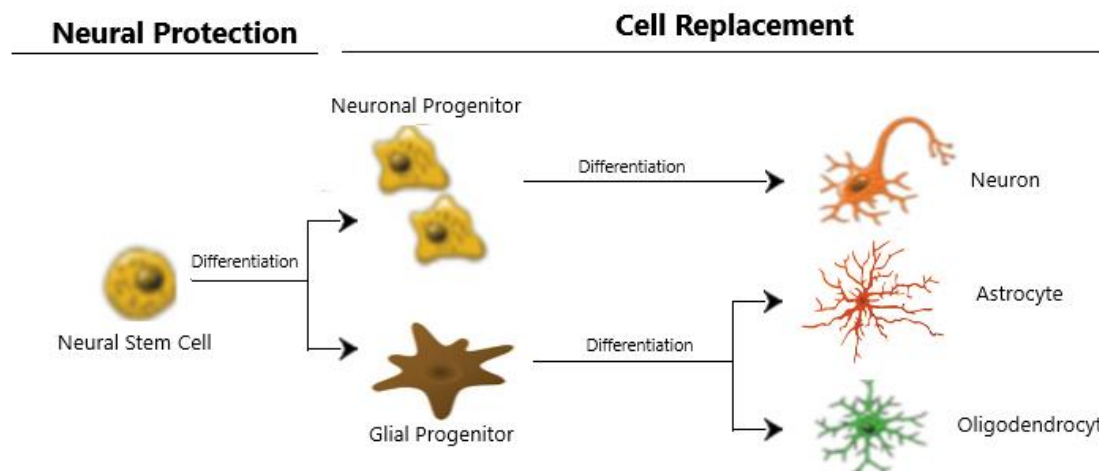 Neural Protection
Cell Replacement
Neuronal Progenitor
Differentiation
Neuron
Differentiation
Neural Stem Cell
Astrocyte
Differentiation
Glial Progenitor
Oligodendrocyt